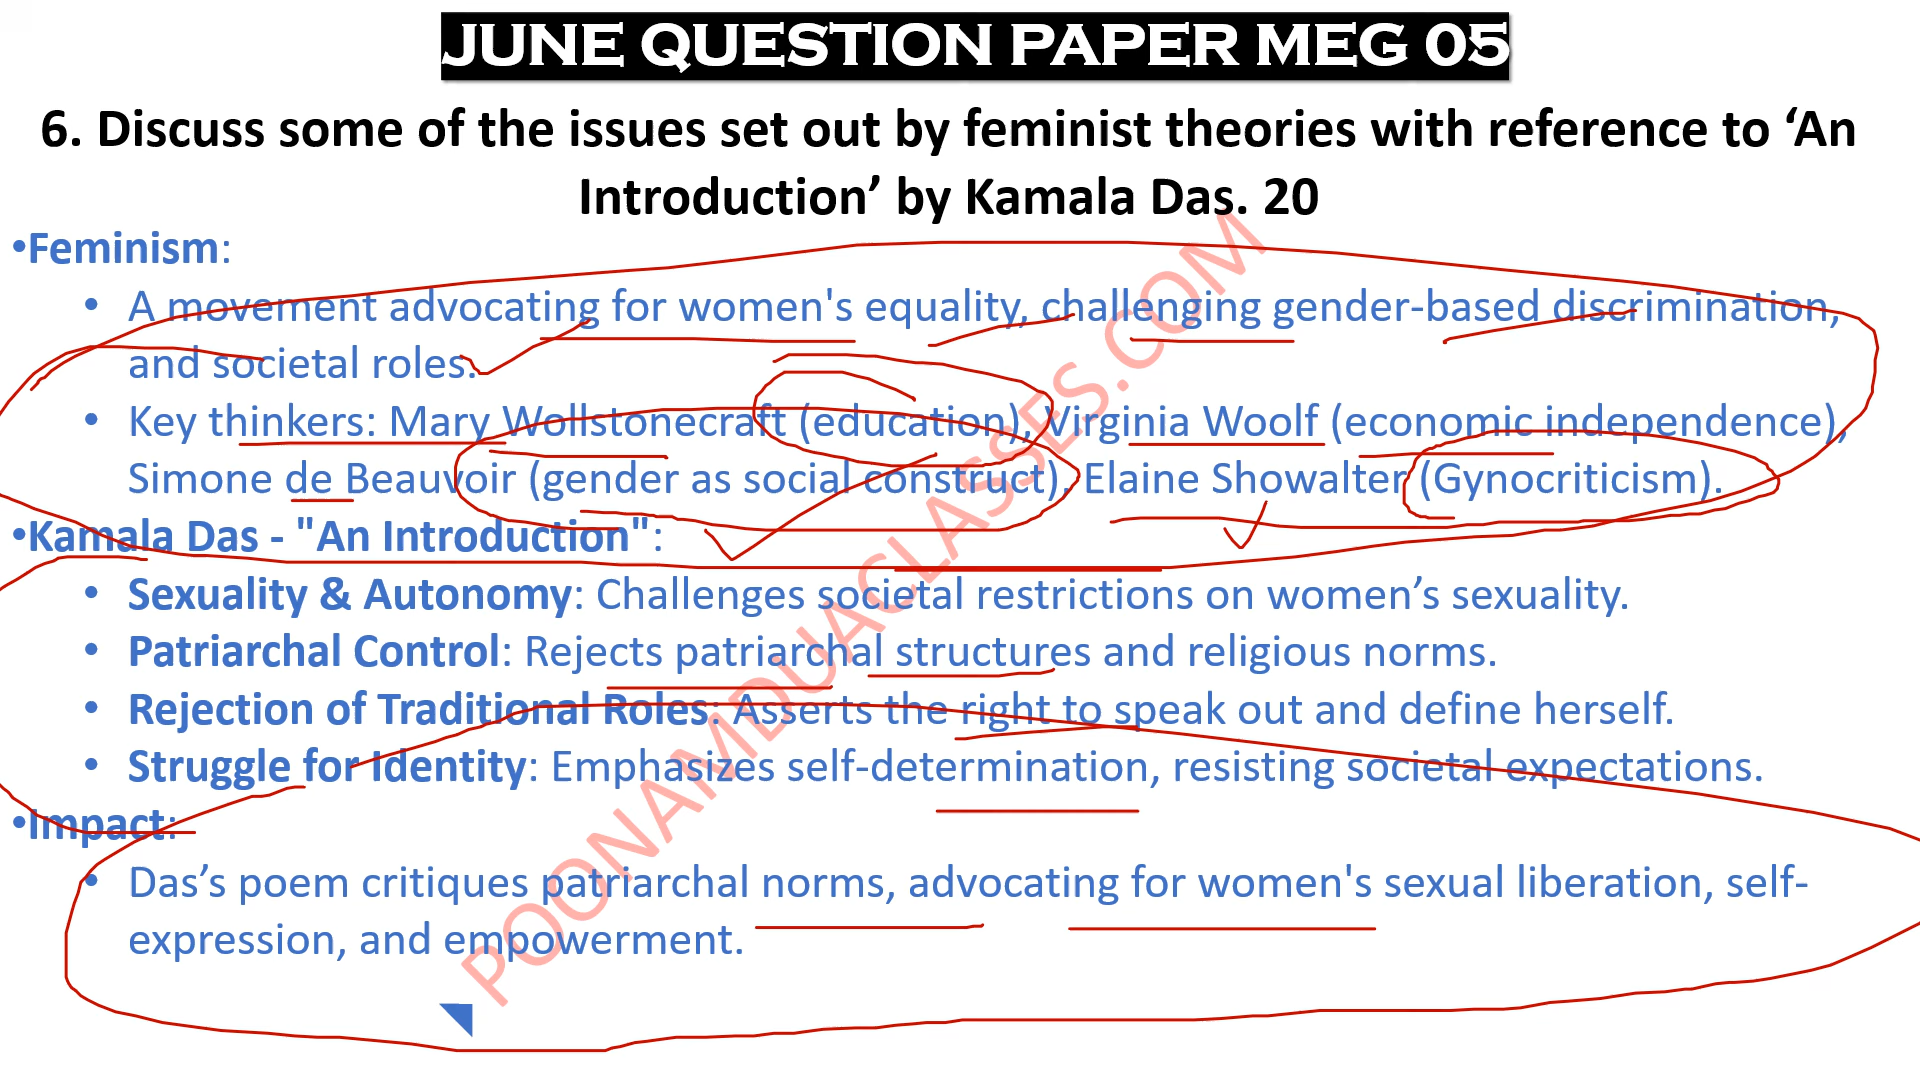 JUNE QUESTION PAPER MEG 05
6. Discuss some of the issues set out by feminist theories with reference to ‘An
Introduction’ by Kamala Das. 20
•Feminism:
• A movement advocating for women's equality, challenging gender-based discrimination,
and societal roles.
• Key thinkers: Mary Wollstonecraft (education), Virginia Woolf (economic independence),
Simone de Beauvoir (gender as social construct), Elaine Showalter (Gynocriticism).
•Kamala Das - "An Introduction":
• Sexuality & Autonomy: Challenges societal restrictions on women’s sexuality.
• Patriarchal Control: Rejects patriarchal structures and religious norms.
• Rejection of Traditional Roles: Asserts the right to speak out and define herself.
• Struggle for Identity: Emphasizes self-determination, resisting societal expectations.
•Impact:
• Das’s poem critiques patriarchal norms, advocating for women's sexual liberation, self-
expression, and empowerment.
POONAMDUACLASSES.COM